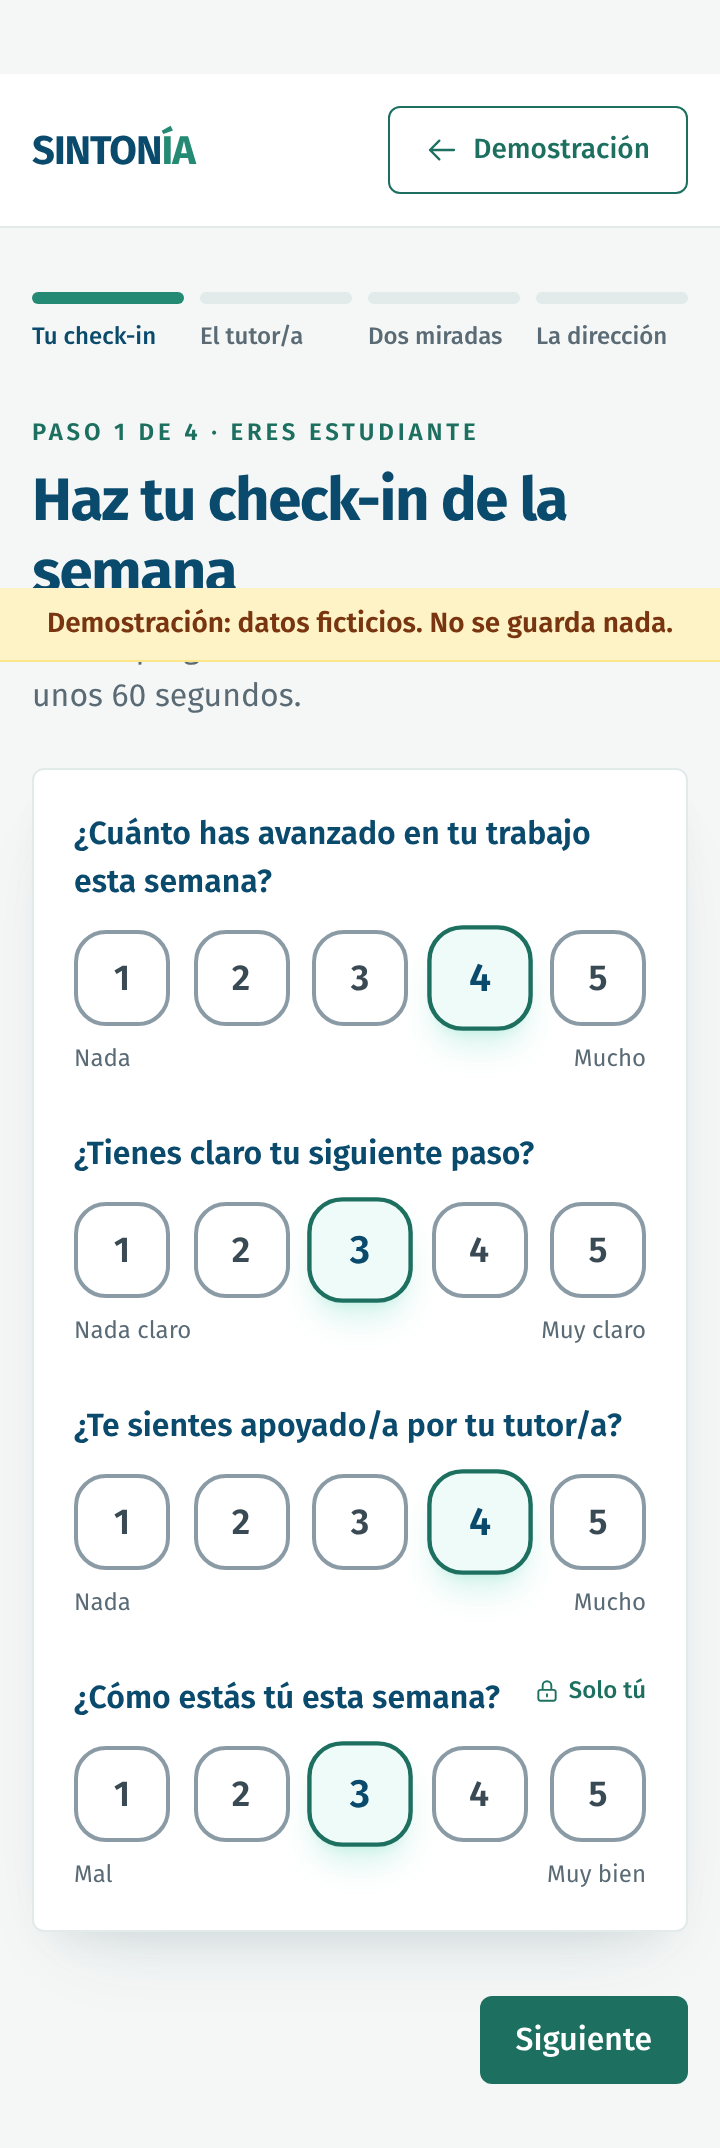 SINTONÍA
← Demostración
Tu check-in
El tutor/a
Dos miradas
La dirección
PASO 1 DE 4 · ERES ESTUDIANTE
Haz tu check-in de la
semana
Demostración: datos ficticios. No se guarda nada.
unos 60 segundos.
¿Cuánto has avanzado en tu trabajo
esta semana?
1 2 3 4 5
Nada Mucho
¿Tienes claro tu siguiente paso?
1 2 3 4 5
Nada claro Muy claro
¿Te sientes apoyado/a por tu tutor/a?
1 2 3 4 5
Nada Mucho
¿Cómo estás tú esta semana? Solo tú
1 2 3 4 5
Mal Muy bien
Siguiente